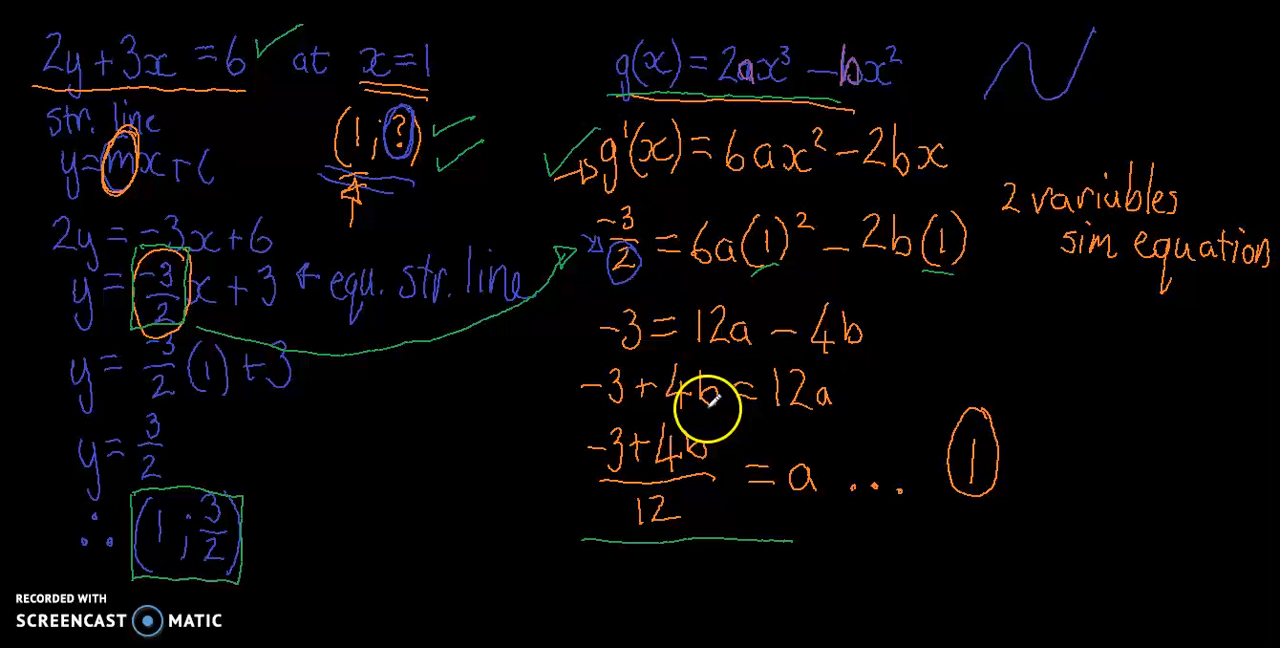 2y + 3x = 6 at x = 1
str. line
(1 ; ?)
y = mx + c
2y = -3x + 6
y = -3/2 x + 3 ← equ. str. line
y = -3/2 (1) + 3
y = 3/2
∴ (1 ; 3/2)
g(x) = 2ax³ - bx²
g'(x) = 6ax² - 2bx
-3/2 = 6a(1)² - 2b(1)
2 variables
sim equations
-3 = 12a - 4b
-3 + 4b = 12a
-3 + 4b / 12 = a ... 1
RECORDED WITH
SCREENCAST MATIC